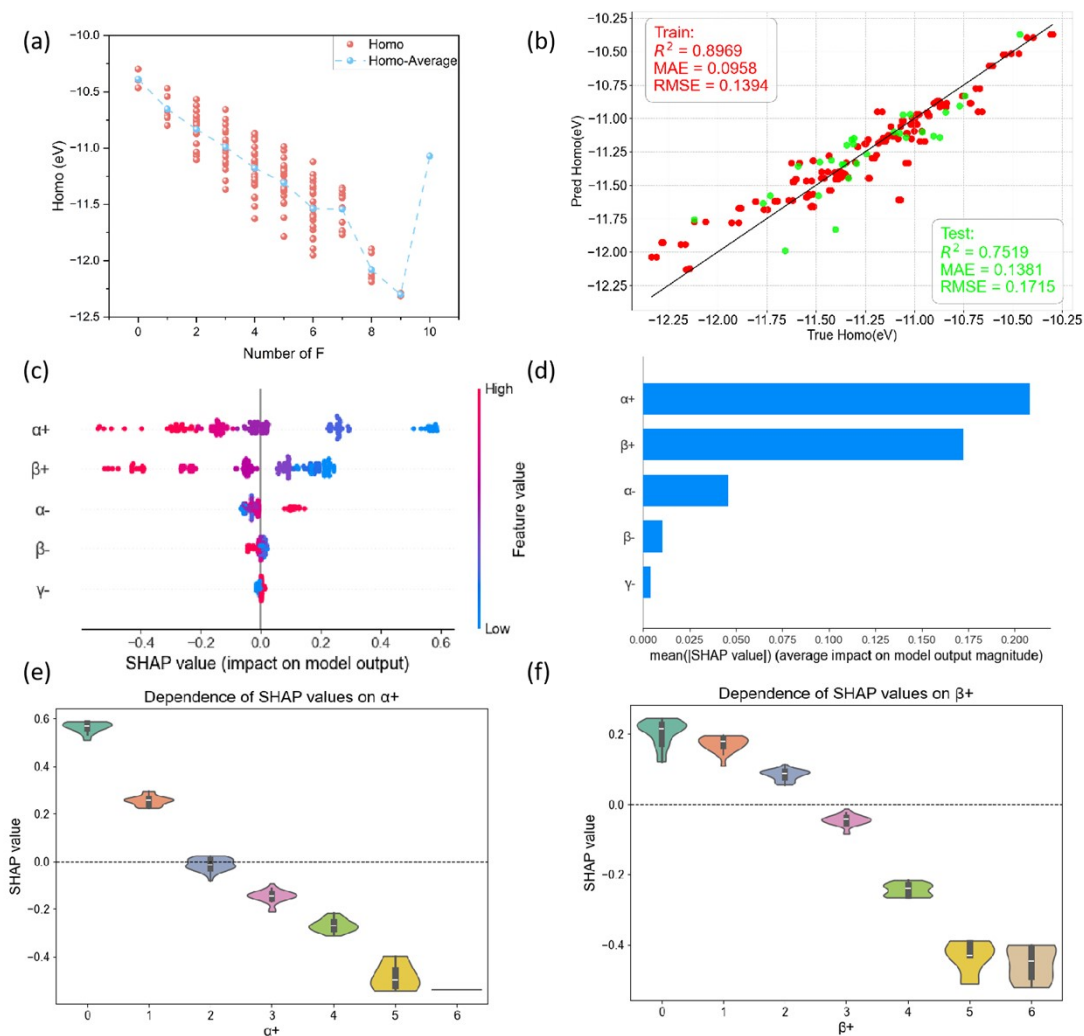 (a)
−10.0
−10.5
−11.0
−11.5
−12.0
−12.5
Homo (eV)
Homo
Homo-Average
0 2 4 6 8 10
Number of F
(b)
−10.25
−10.50
−10.75
−11.00
−11.25
−11.50
−11.75
−12.00
−12.25
Pred Homo(eV)
Train:
R² = 0.8969
MAE = 0.0958
RMSE = 0.1394
Test:
R² = 0.7519
MAE = 0.1381
RMSE = 0.1715
−12.25 −12.00 −11.75 −11.50 −11.25 −11.00 −10.75 −10.50 −10.25
True Homo(eV)
(c)
α+
β+
α-
β-
γ-
−0.4 −0.2 0.0 0.2 0.4 0.6
SHAP value (impact on model output)
High
Feature value
Low
(d)
α+
β+
α-
β-
γ-
0.000 0.025 0.050 0.075 0.100 0.125 0.150 0.175 0.200
mean(|SHAP value|) (average impact on model output magnitude)
(e)
Dependence of SHAP values on α+
0.6
0.4
0.2
0.0
−0.2
−0.4
SHAP value
0 1 2 3 4 5 6
α+
(f)
Dependence of SHAP values on β+
0.2
0.0
−0.2
−0.4
SHAP value
0 1 2 3 4 5 6
β+